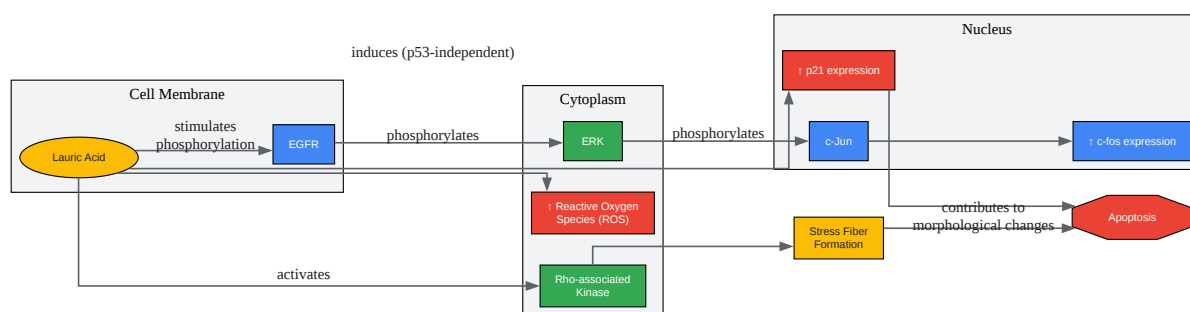 Nucleus
induces (p53-independent)
↑ p21 expression
Cell Membrane
Cytoplasm
stimulates
phosphorylation
Lauric Acid
EGFR
phosphorylates
ERK
phosphorylates
c-Jun
↑ c-fos expression
↑ Reactive Oxygen
Species (ROS)
contributes to
morphological changes
Apoptosis
Stress Fiber
Formation
activates
Rho-associated
Kinase